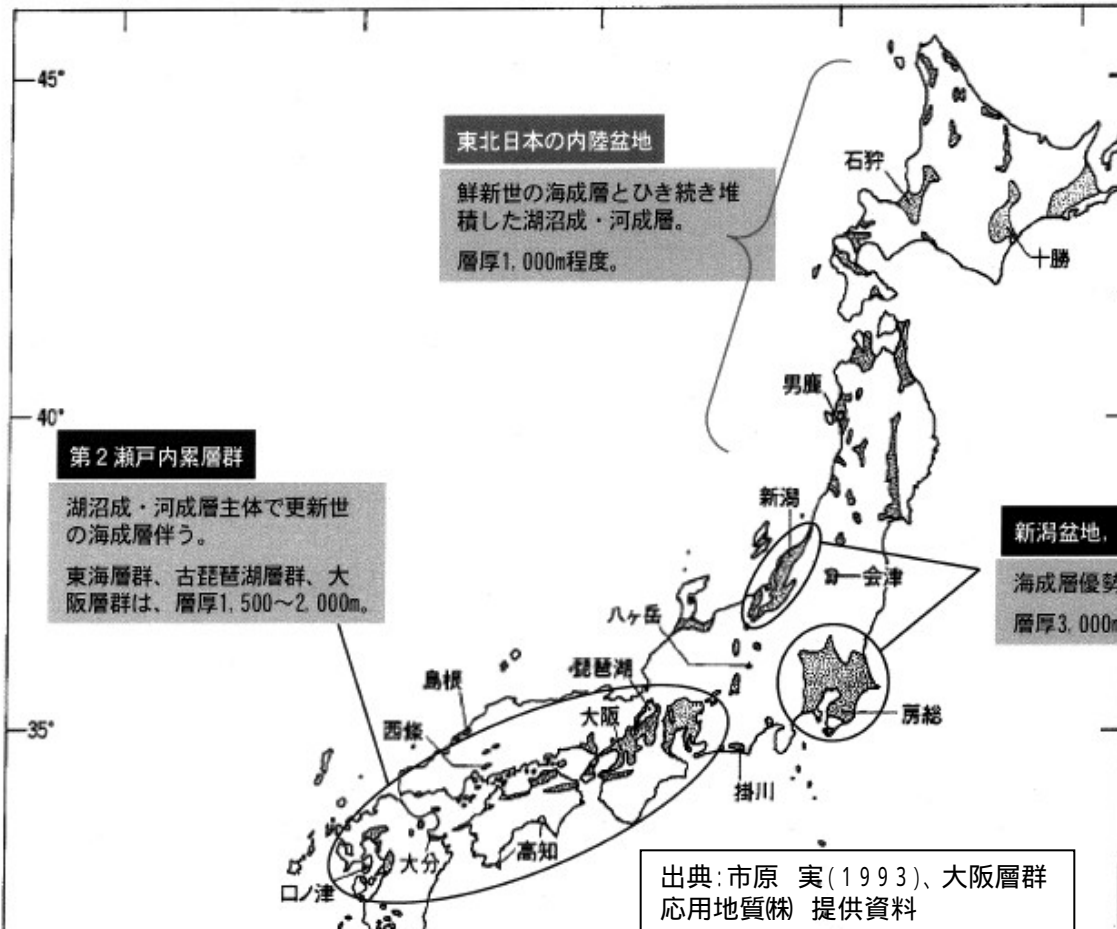 45°
東北日本の内陸盆地
鮮新世の海成層とひき続き堆
積した湖沼成・河成層。
層厚1,000m程度。
石狩
十勝
男鹿
40°
第2瀬戸内累層群
湖沼成・河成層主体で更新世
の海成層伴う。
東海層群、古琵琶湖層群、大
阪層群は、層厚1,500～2,000m。
新潟
新潟盆地,
海成層優勢
層厚3,000m
会津
八ヶ岳
琵琶湖
島根
大阪
西條
35°
房総
掛川
高知
大分
口ノ津
出典:市原 実(1993)、大阪層群
応用地質㈱ 提供資料